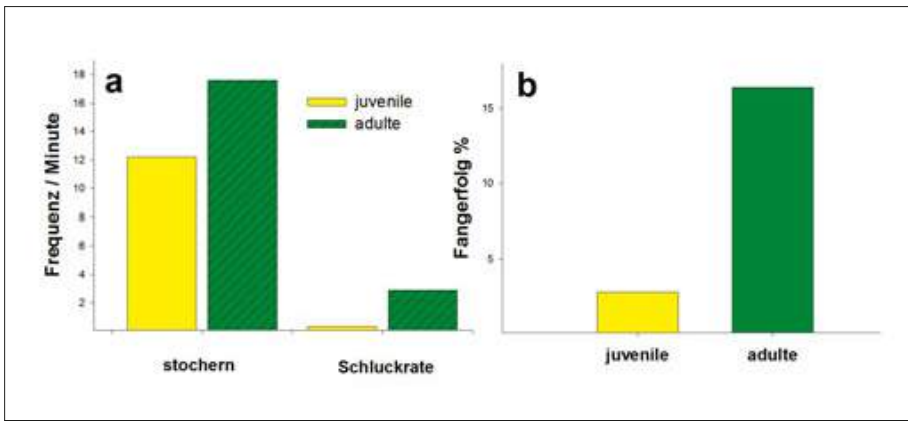 a
Frequenz / Minute
18
16
14
12
10
8
6
4
2
juvenile
adulte
stochern
Schluckrate
b
Fangerfolg %
15
10
5
juvenile
adulte